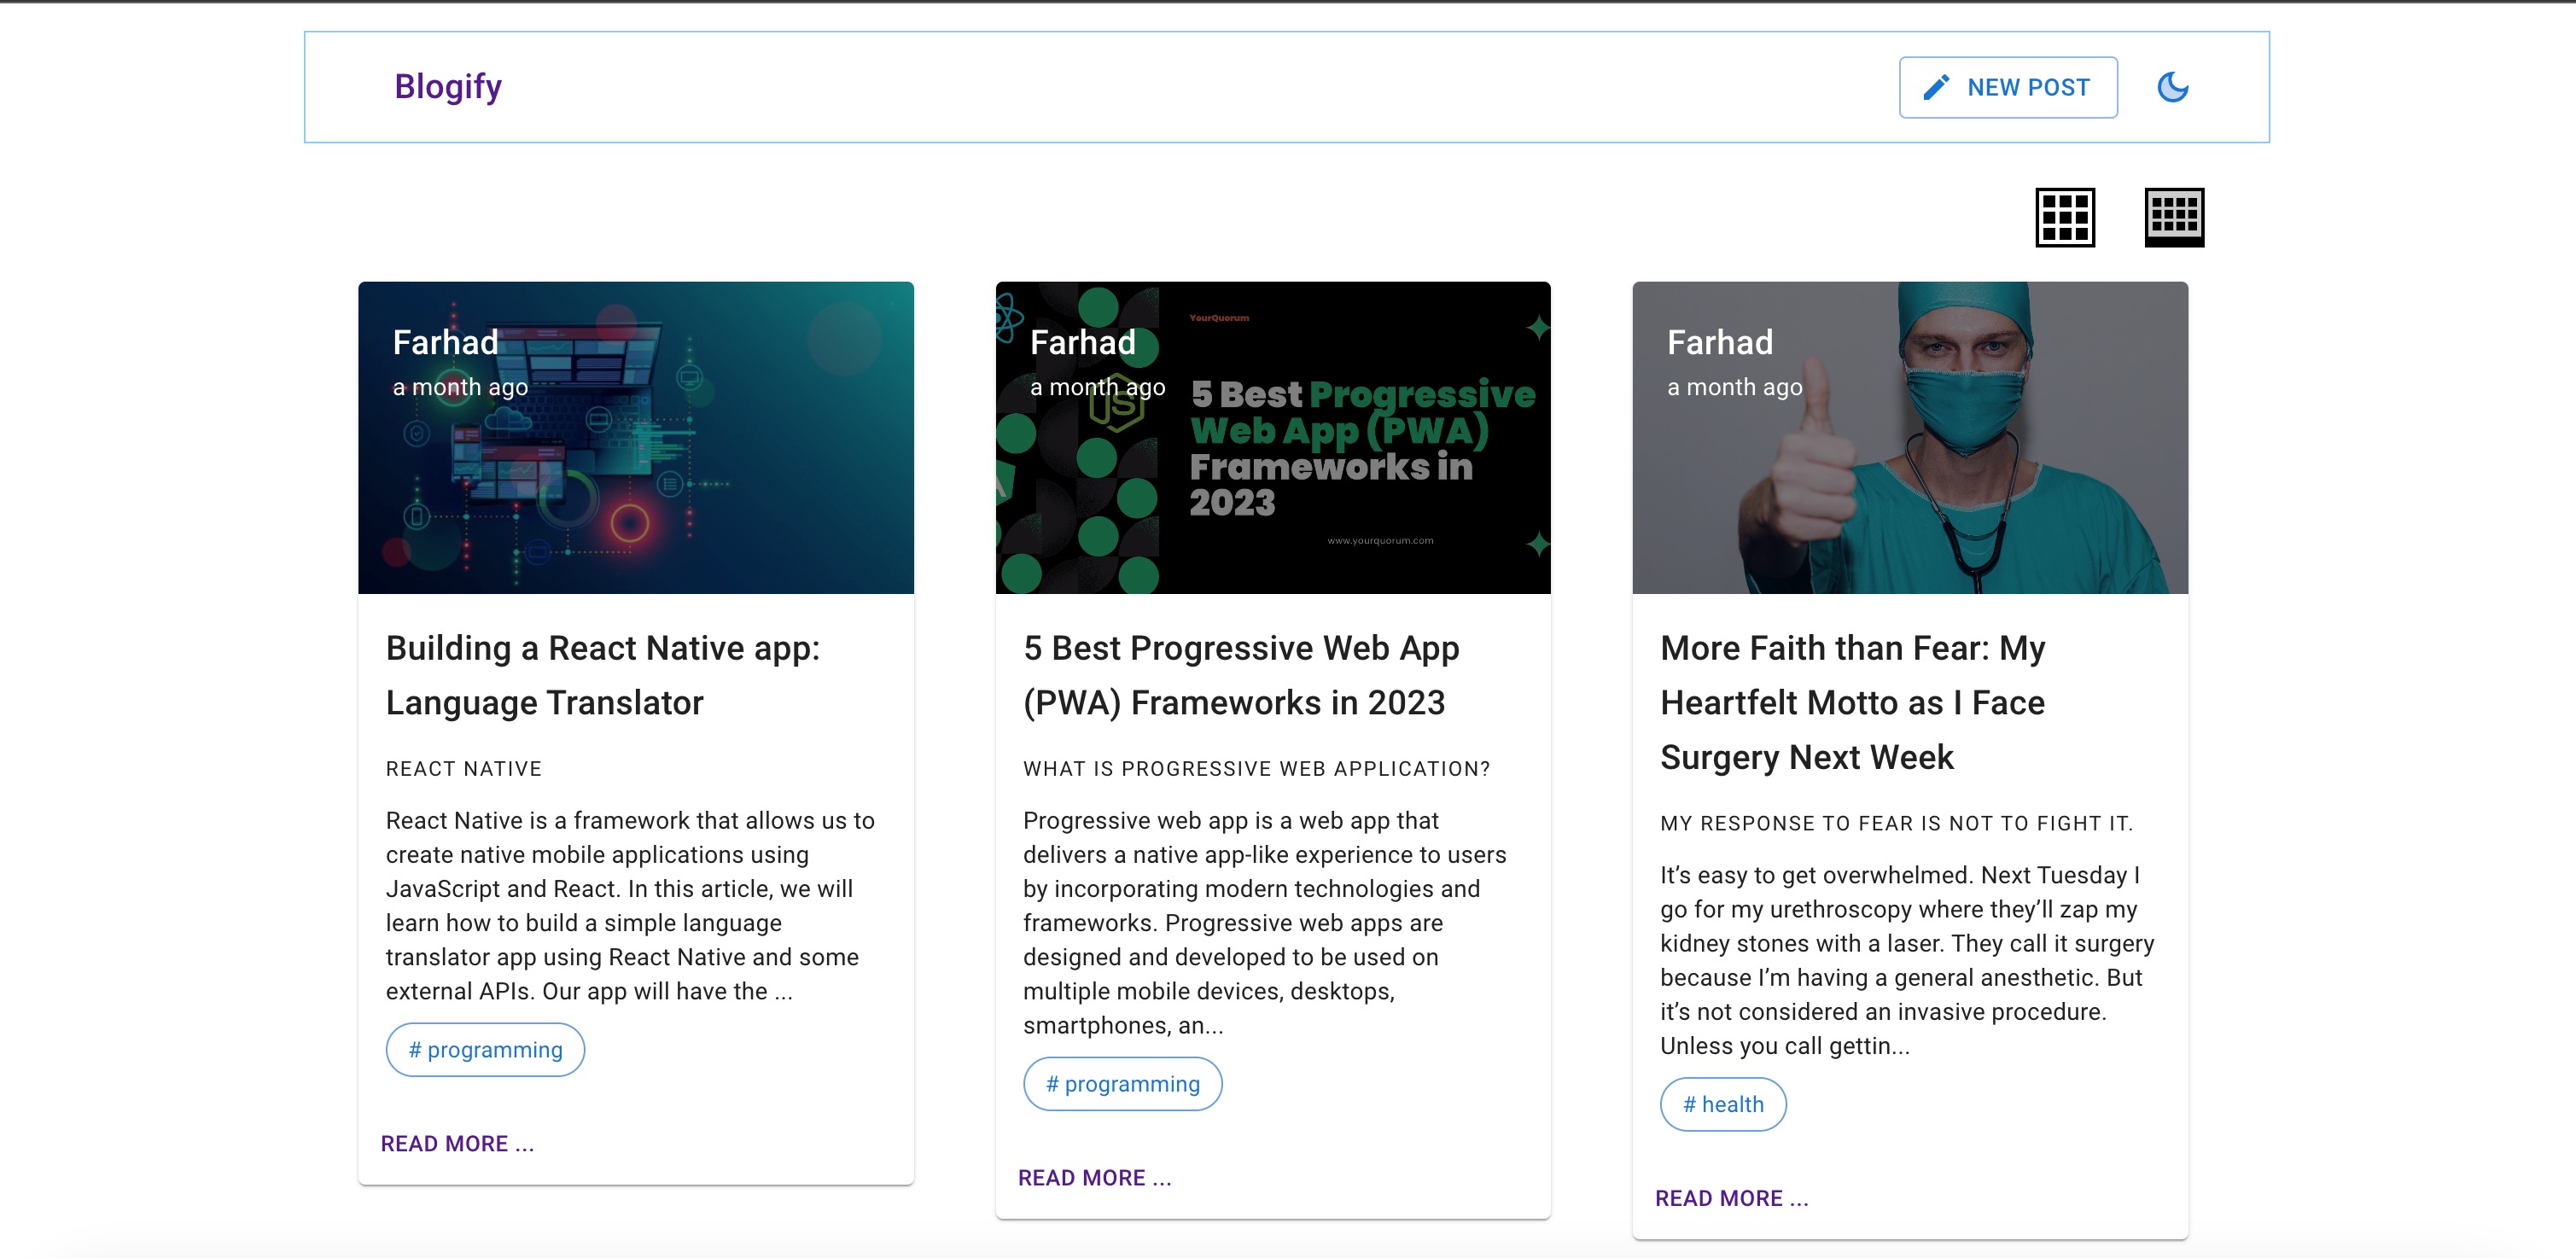 Blogify
NEW POST
Farhad
a month ago
Farhad
a month ago
YourQuorum
JS
5 Best Progressive
Web App (PWA)
Frameworks in
2023
www.yourquorum.com
Farhad
a month ago
Building a React Native app:
Language Translator
REACT NATIVE
React Native is a framework that allows us to
create native mobile applications using
JavaScript and React. In this article, we will
learn how to build a simple language
translator app using React Native and some
external APIs. Our app will have the ...
# programming
READ MORE ...
5 Best Progressive Web App
(PWA) Frameworks in 2023
WHAT IS PROGRESSIVE WEB APPLICATION?
Progressive web app is a web app that
delivers a native app-like experience to users
by incorporating modern technologies and
frameworks. Progressive web apps are
designed and developed to be used on
multiple mobile devices, desktops,
smartphones, an...
# programming
READ MORE ...
More Faith than Fear: My
Heartfelt Motto as I Face
Surgery Next Week
MY RESPONSE TO FEAR IS NOT TO FIGHT IT.
It’s easy to get overwhelmed. Next Tuesday I
go for my urethroscopy where they’ll zap my
kidney stones with a laser. They call it surgery
because I’m having a general anesthetic. But
it’s not considered an invasive procedure.
Unless you call gettin...
# health
READ MORE ...